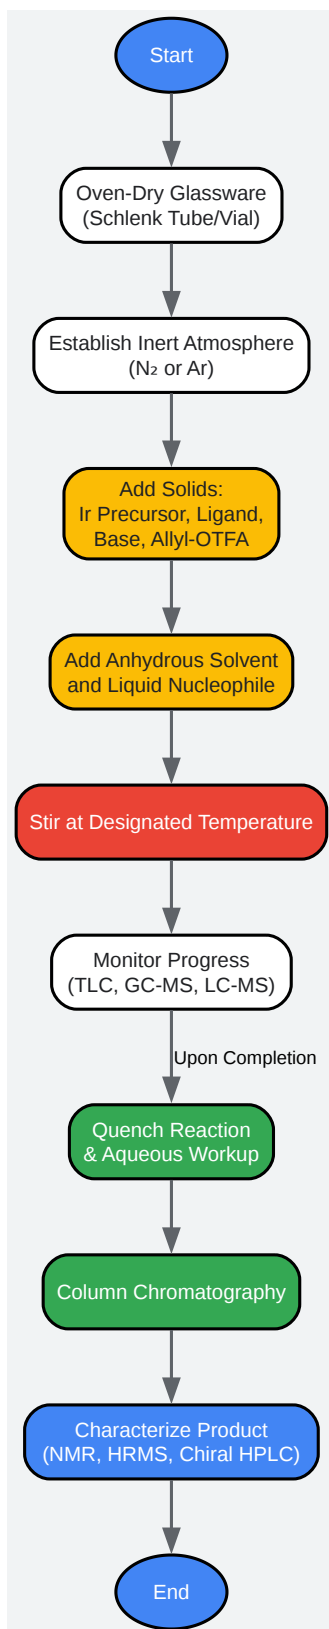 Start
Oven-Dry Glassware
(Schlenk Tube/Vial)
Establish Inert Atmosphere
(N₂ or Ar)
Add Solids:
Ir Precursor, Ligand,
Base, Allyl-OTFA
Add Anhydrous Solvent
and Liquid Nucleophile
Stir at Designated Temperature
Monitor Progress
(TLC, GC-MS, LC-MS)
Upon Completion
Quench Reaction
& Aqueous Workup
Column Chromatography
Characterize Product
(NMR, HRMS, Chiral HPLC)
End